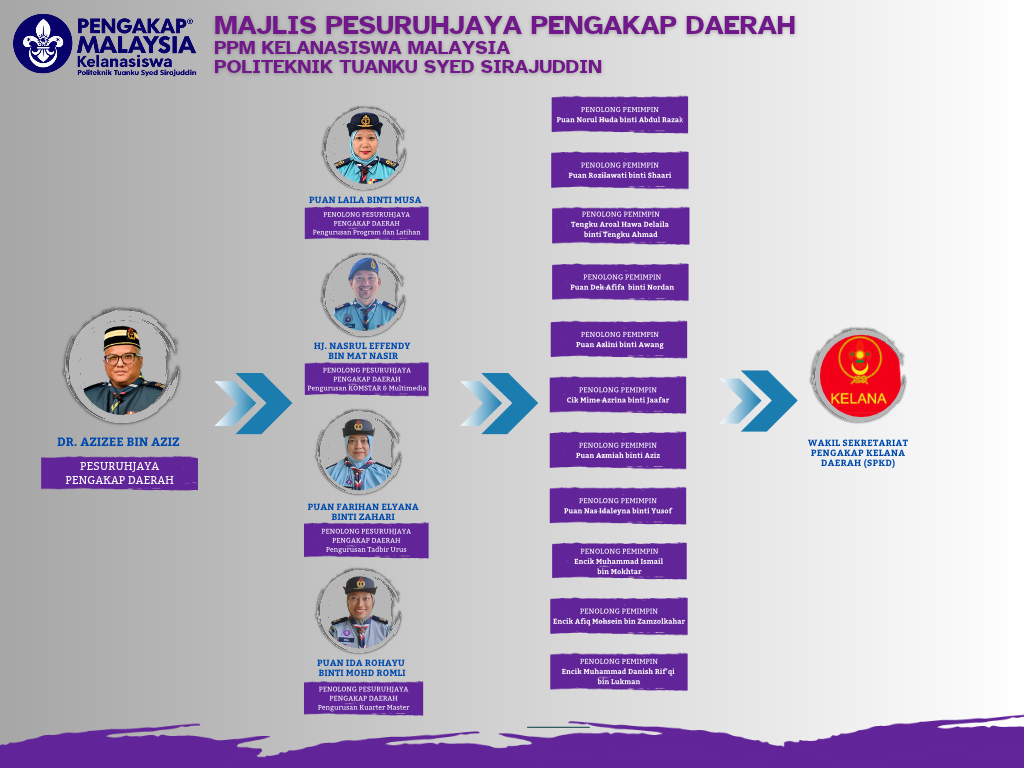 PENGAKAP®
MALAYSIA
Kelanasiswa
Politeknik Tuanku Syed Sirajuddin
MAJLIS PESURUHJAYA PENGAKAP DAERAH
PPM KELANASISWA MALAYSIA
POLITEKNIK TUANKU SYED SIRAJUDDIN
DR. AZIZEE BIN AZIZ
PESURUHJAYA
PENGAKAP DAERAH
PUAN LAILA BINTI MUSA
PENOLONG PESURUHJAYA
PENGAKAP DAERAH
Pengurusan Program dan Latihan
HJ. NASRUL EFFENDY
BIN MAT NASIR
PENOLONG PESURUHJAYA
PENGAKAP DAERAH
Pengurusan KOMSTAR & Multimedia
PUAN FARIHAN ELYANA
BINTI ZAHARI
PENOLONG PESURUHJAYA
PENGAKAP DAERAH
Pengurusan Tadbir Urus
PUAN IDA ROHAYU
BINTI MOHD ROMLI
PENOLONG PESURUHJAYA
PENGAKAP DAERAH
Pengurusan Kuarter Master
PENOLONG PEMIMPIN
Puan Norul Huda binti Abdul Razak
PENOLONG PEMIMPIN
Puan Rozilawati binti Shaari
PENOLONG PEMIMPIN
Tengku Aroal Hawa Delaila
binti Tengku Ahmad
PENOLONG PEMIMPIN
Puan Dek Afifa binti Nordan
PENOLONG PEMIMPIN
Puan Azlini binti Awang
PENOLONG PEMIMPIN
Cik Mime Azrina binti Jaafar
PENOLONG PEMIMPIN
Puan Asmiah binti Aziz
PENOLONG PEMIMPIN
Puan Nas Idaleyna binti Yusof
PENOLONG PEMIMPIN
Encik Muhammad Ismail
bin Mokhtar
PENOLONG PEMIMPIN
Encik Afiq Mohsein bin Zamzolkahar
PENOLONG PEMIMPIN
Encik Muhammad Danish Rif'qi
bin Lukman
KELANA
WAKIL SEKRETARIAT
PENGAKAP KELANA
DAERAH (SPKD)